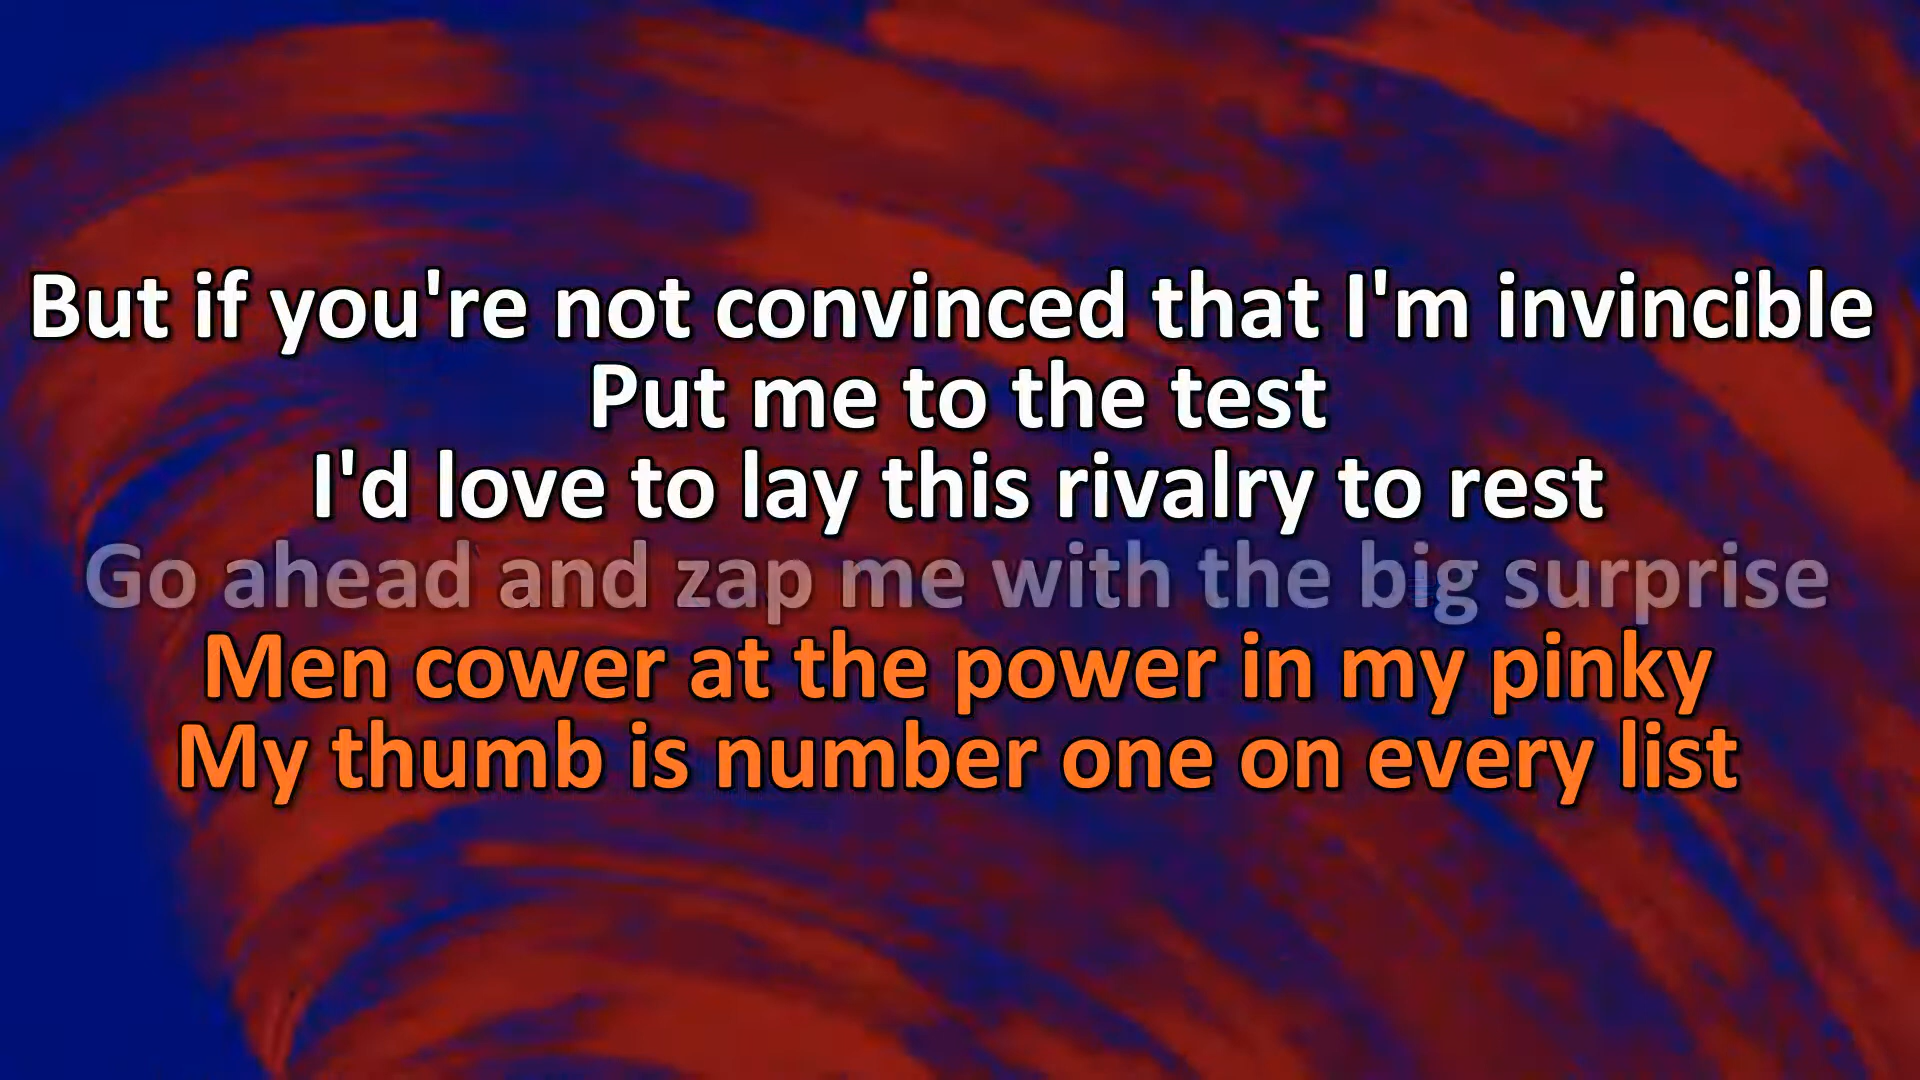 But if you're not convinced that I'm invincible
Put me to the test
I'd love to lay this rivalry to rest
Go ahead and zap me with the big surprise
Men cower at the power in my pinky
My thumb is number one on every list